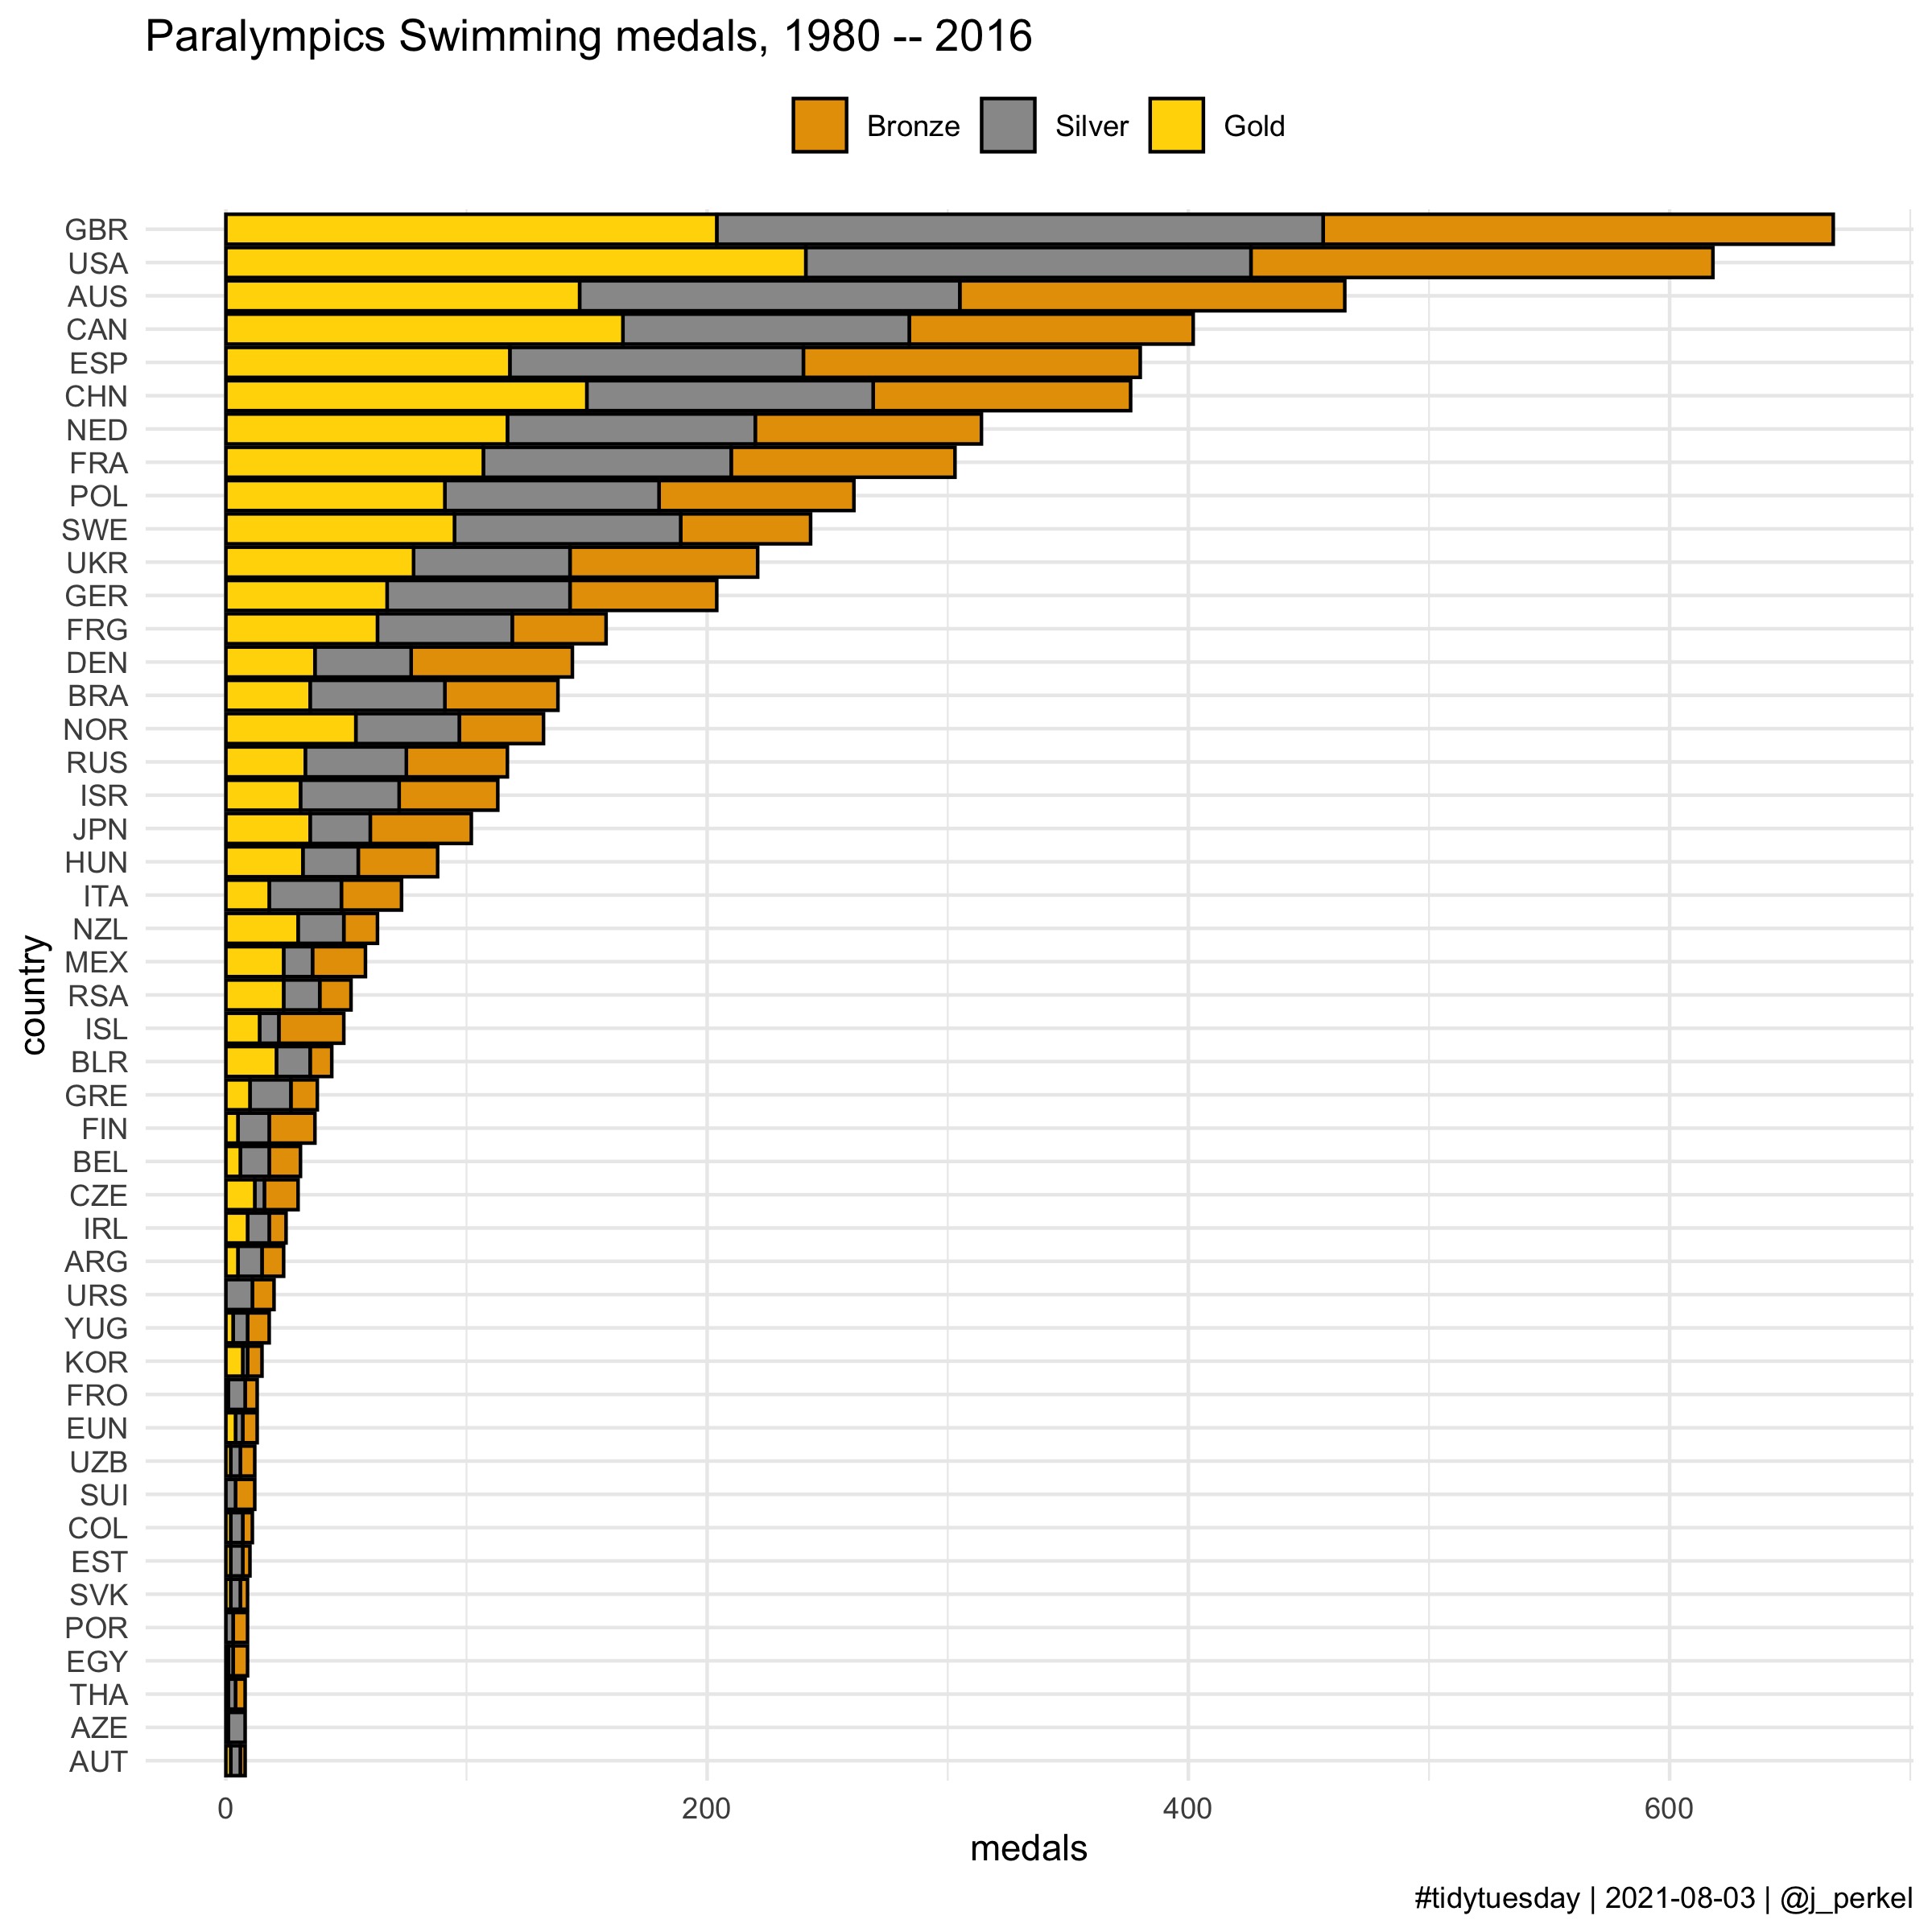 Paralympics Swimming medals, 1980 -- 2016
Bronze Silver Gold
GBR
USA
AUS
CAN
ESP
CHN
NED
FRA
POL
SWE
UKR
GER
FRG
DEN
BRA
NOR
RUS
ISR
JPN
HUN
ITA
NZL
MEX
RSA
ISL
BLR
GRE
FIN
BEL
CZE
IRL
ARG
URS
YUG
KOR
FRO
EUN
UZB
SUI
COL
EST
SVK
POR
EGY
THA
AZE
AUT
country
0 200 400 600
medals
#tidytuesday | 2021-08-03 | @j_perkel